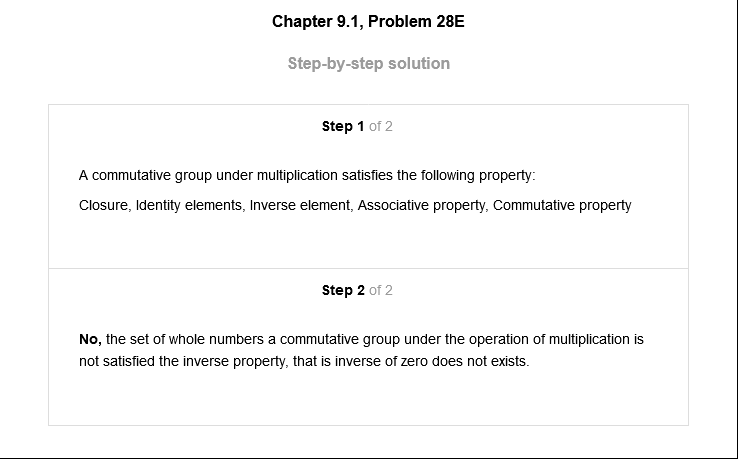 Chapter 9.1, Problem 28E
Step-by-step solution
Step 1 of 2
A commutative group under multiplication satisfies the following property:
Closure, Identity elements, Inverse element, Associative property, Commutative property
Step 2 of 2
No, the set of whole numbers a commutative group under the operation of multiplication is
not satisfied the inverse property, that is inverse of zero does not exists.